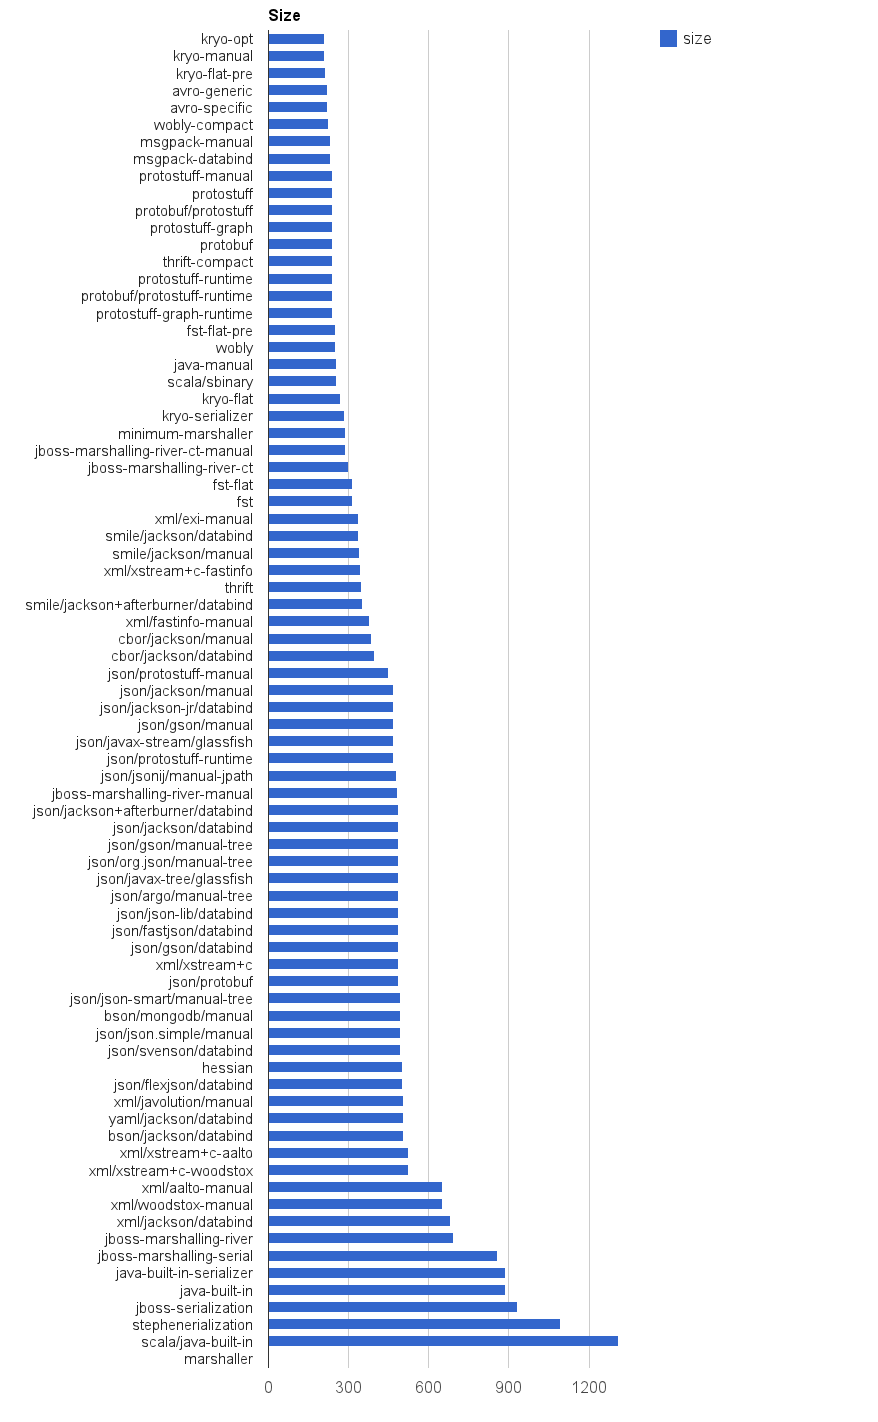 Size
size
kryo-opt
kryo-manual
kryo-flat-pre
avro-generic
avro-specific
wobly-compact
msgpack-manual
msgpack-databind
protostuff-manual
protostuff
protobuf/protostuff
protostuff-graph
protobuf
thrift-compact
protostuff-runtime
protobuf/protostuff-runtime
protostuff-graph-runtime
fst-flat-pre
wobly
java-manual
scala/sbinary
kryo-flat
kryo-serializer
minimum-marshaller
jboss-marshalling-river-ct-manual
jboss-marshalling-river-ct
fst-flat
fst
xml/exi-manual
smile/jackson/databind
smile/jackson/manual
xml/xstream+c-fastinfo
thrift
smile/jackson+afterburner/databind
xml/fastinfo-manual
cbor/jackson/manual
cbor/jackson/databind
json/protostuff-manual
json/jackson/manual
json/jackson-jr/databind
json/gson/manual
json/javax-stream/glassfish
json/protostuff-runtime
json/jsonij/manual-jpath
jboss-marshalling-river-manual
json/jackson+afterburner/databind
json/jackson/databind
json/gson/manual-tree
json/org.json/manual-tree
json/javax-tree/glassfish
json/argo/manual-tree
json/json-lib/databind
json/fastjson/databind
json/gson/databind
xml/xstream+c
json/protobuf
json/json-smart/manual-tree
bson/mongodb/manual
json/json.simple/manual
json/svenson/databind
hessian
json/flexjson/databind
xml/javolution/manual
yaml/jackson/databind
bson/jackson/databind
xml/xstream+c-aalto
xml/xstream+c-woodstox
xml/aalto-manual
xml/woodstox-manual
xml/jackson/databind
jboss-marshalling-river
jboss-marshalling-serial
java-built-in-serializer
java-built-in
jboss-serialization
stephenerialization
scala/java-built-in
marshaller
0 300 600 900 1200